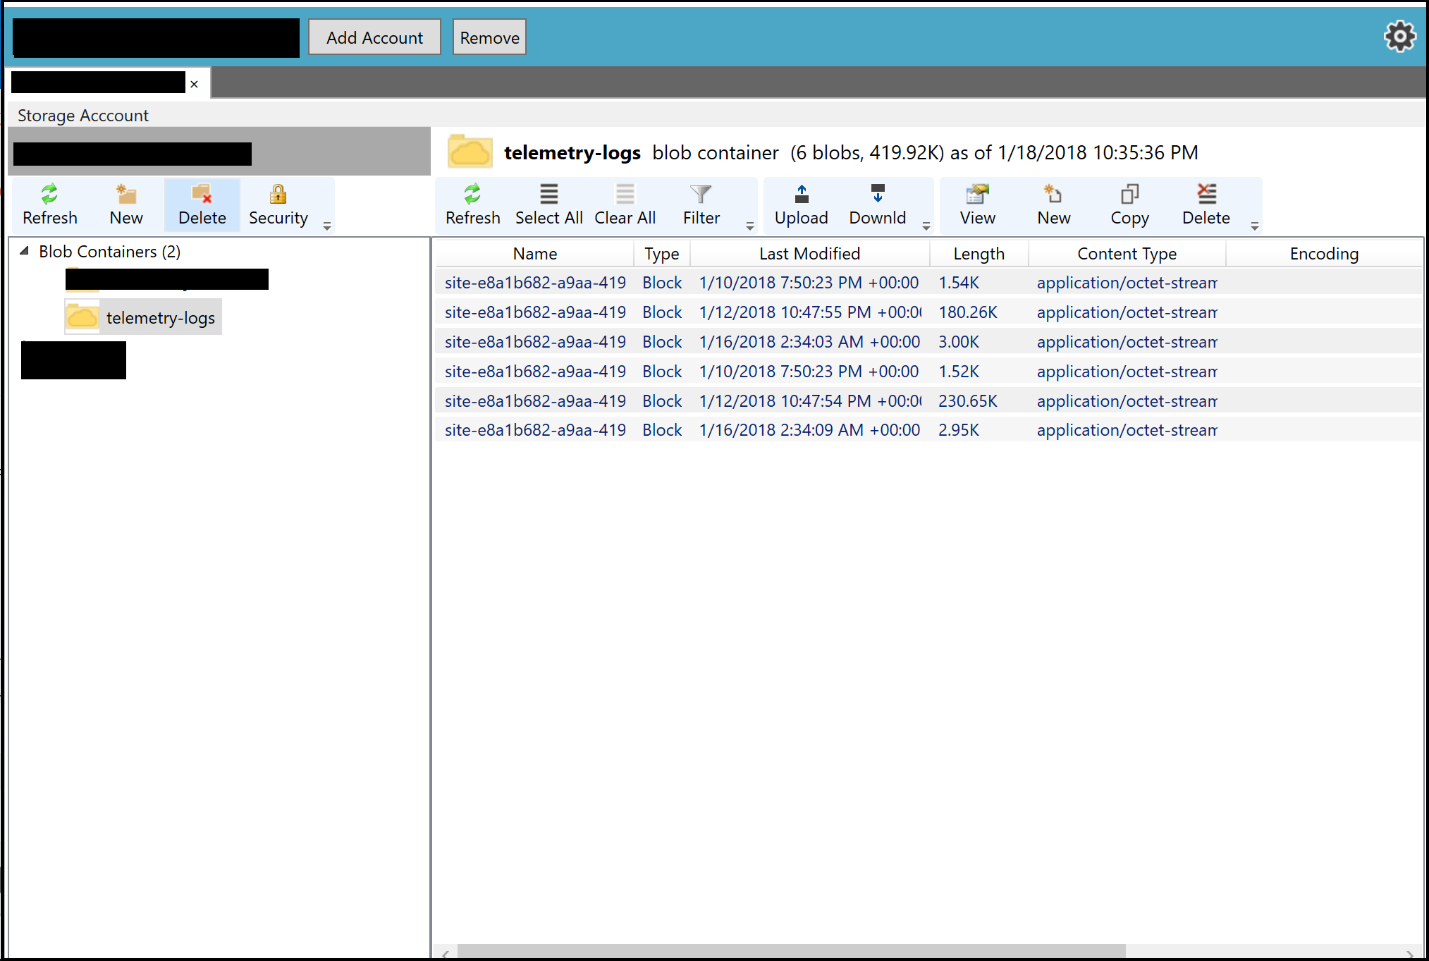 Add Account Remove
×
Storage Acccount
telemetry-logs blob container (6 blobs, 419.92K) as of 1/18/2018 10:35:36 PM
Refresh New Delete Security
Refresh Select All Clear All Filter Upload Downld View New Copy Delete
Blob Containers (2)
telemetry-logs
Name Type Last Modified Length Content Type Encoding
site-e8a1b682-a9aa-419 Block 1/10/2018 7:50:23 PM +00:00 1.54K application/octet-stream
site-e8a1b682-a9aa-419 Block 1/12/2018 10:47:55 PM +00:0 180.26K application/octet-stream
site-e8a1b682-a9aa-419 Block 1/16/2018 2:34:03 AM +00:00 3.00K application/octet-stream
site-e8a1b682-a9aa-419 Block 1/10/2018 7:50:23 PM +00:00 1.52K application/octet-stream
site-e8a1b682-a9aa-419 Block 1/12/2018 10:47:54 PM +00:0 230.65K application/octet-stream
site-e8a1b682-a9aa-419 Block 1/16/2018 2:34:09 AM +00:00 2.95K application/octet-stream